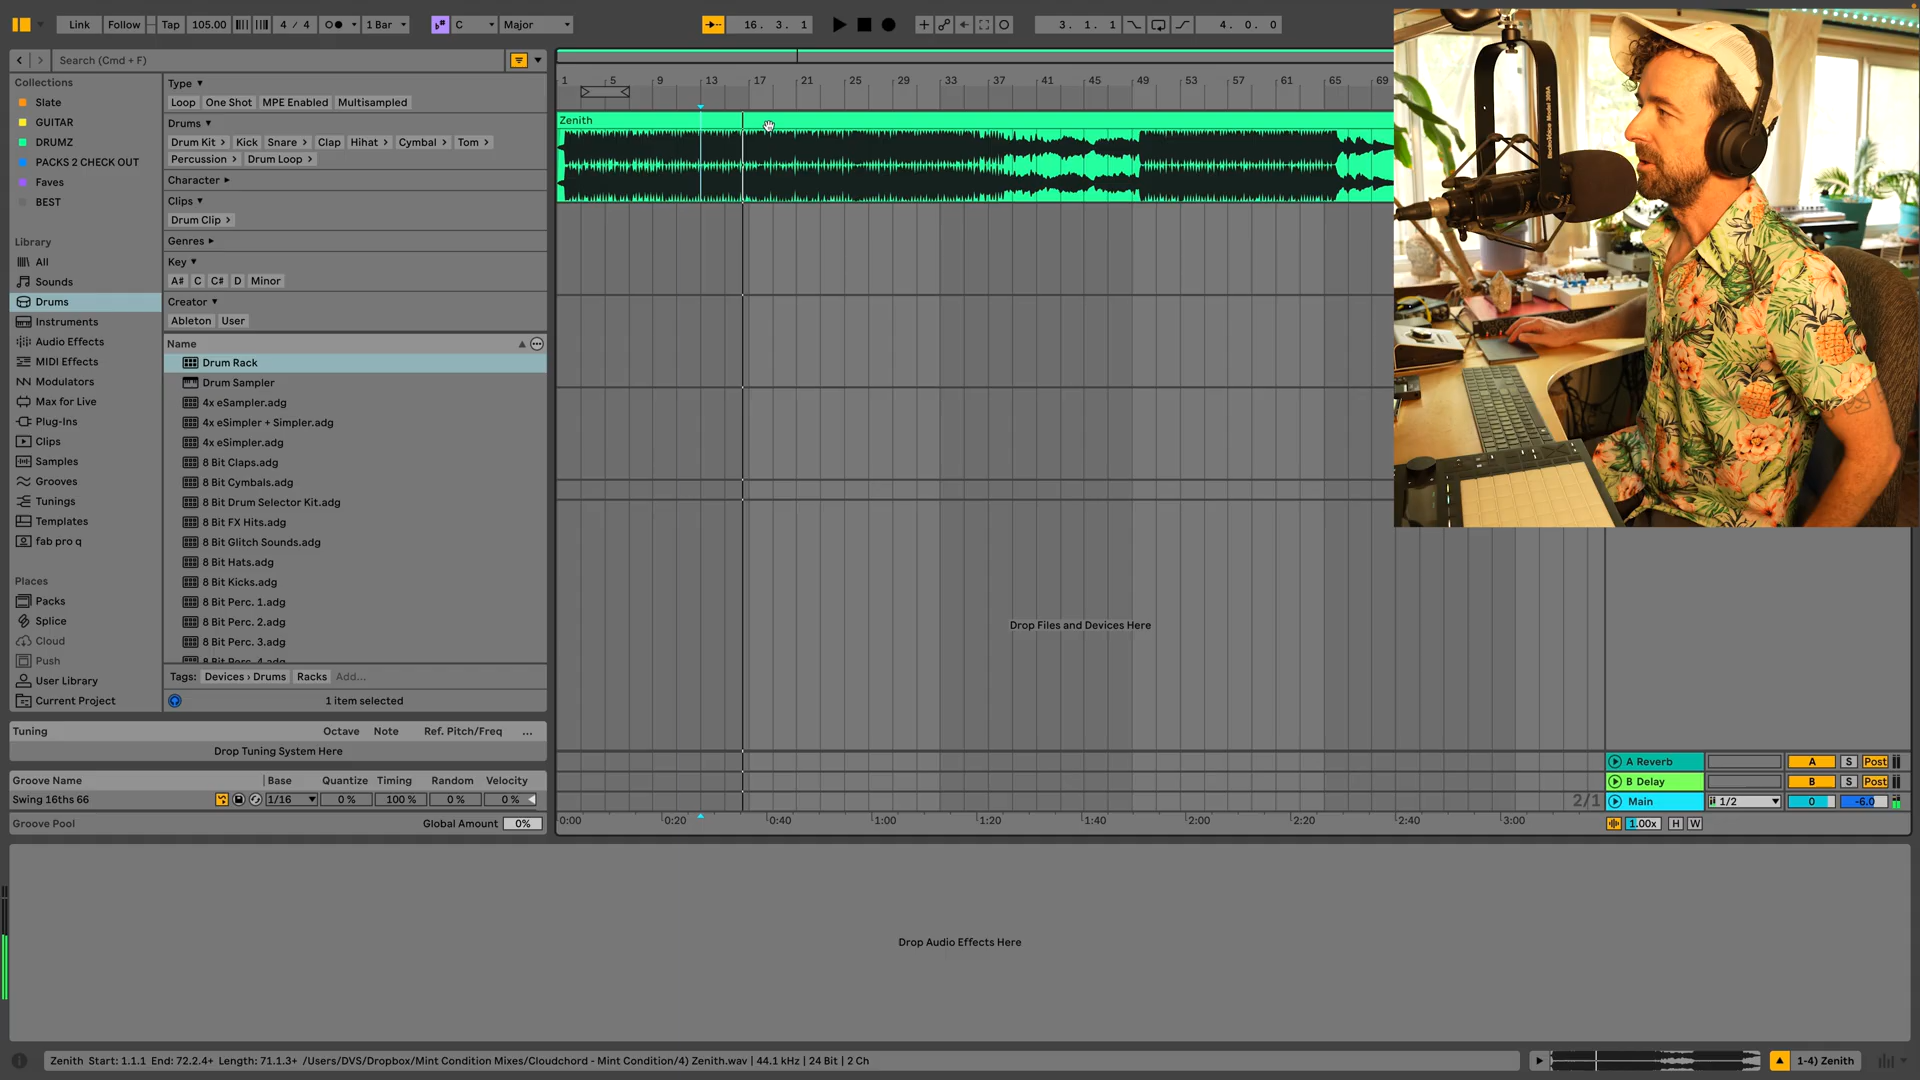 Link Follow Tap 105.00 4 / 4 1 Bar C Major 16. 3. 1 3. 1. 1 4. 0. 0
Search (Cmd + F)
Collections
Slate
GUITAR
DRUMZ
PACKS 2 CHECK OUT
Faves
BEST
Library
All
Sounds
Drums
Instruments
Audio Effects
MIDI Effects
Modulators
Max for Live
Plug-Ins
Clips
Samples
Grooves
Tunings
Templates
fab pro q
Places
Packs
Splice
Cloud
Push
User Library
Current Project
Type
Loop One Shot MPE Enabled Multisampled
Drums
Drum Kit > Kick Snare > Clap Hihat > Cymbal > Tom >
Percussion > Drum Loop >
Character
Clips
Drum Clip >
Genres
Key
A# C C# D Minor
Creator
Ableton User
Name
Drum Rack
Drum Sampler
4x eSampler.adg
4x eSimpler + Simpler.adg
4x eSimpler.adg
8 Bit Claps.adg
8 Bit Cymbals.adg
8 Bit Drum Selector Kit.adg
8 Bit FX Hits.adg
8 Bit Glitch Sounds.adg
8 Bit Hats.adg
8 Bit Kicks.adg
8 Bit Perc. 1.adg
8 Bit Perc. 2.adg
8 Bit Perc. 3.adg
8 Bit Perc. 4.adg
Tags: Devices › Drums Racks Add...
1 item selected
Tuning Octave Note Ref. Pitch/Freq ...
Drop Tuning System Here
Groove Name Base Quantize Timing Random Velocity
Swing 16ths 66 1/16 0 % 100 % 0 % 0 %
Groove Pool Global Amount 0%
1 5 9 13 17 21 25 29 33 37 41 45 49 53 57 61 65 69
Zenith
Drop Files and Devices Here
2/1
0:00 0:20 0:40 1:00 1:20 1:40 2:00 2:20 2:40 3:00
A Reverb A S Post
B Delay B S Post
Main 1/2 0 -6.0
1.00x H W
Drop Audio Effects Here
Zenith Start: 1.1.1 End: 72.2.4+ Length: 71.1.3+ /Users/DVS/Dropbox/Mint Condition Mixes/Cloudchord - Mint Condition/4) Zenith.wav | 44.1 kHz | 24 Bit | 2 Ch
1-4) Zenith